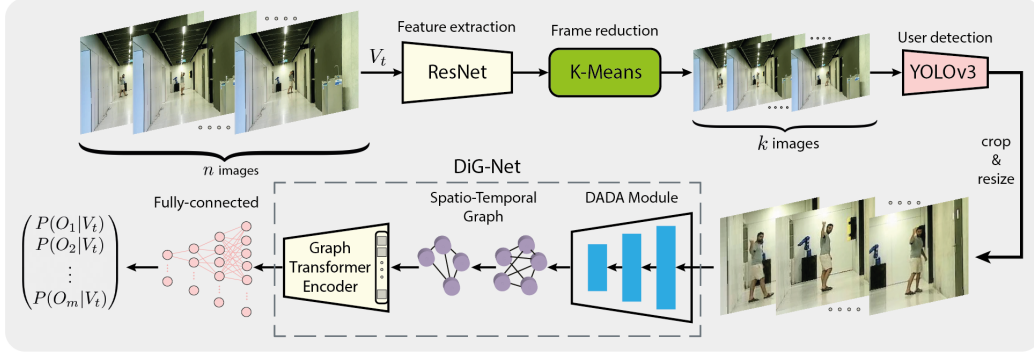 Feature extraction
Frame reduction
User detection
V_t
ResNet
K-Means
YOLOv3
n images
k images
crop
&
resize
DiG-Net
Fully-connected
Spatio-Temporal
Graph
DADA Module
Graph
Transformer
Encoder
P(O_1|V_t)
P(O_2|V_t)
⋮
P(O_m|V_t)